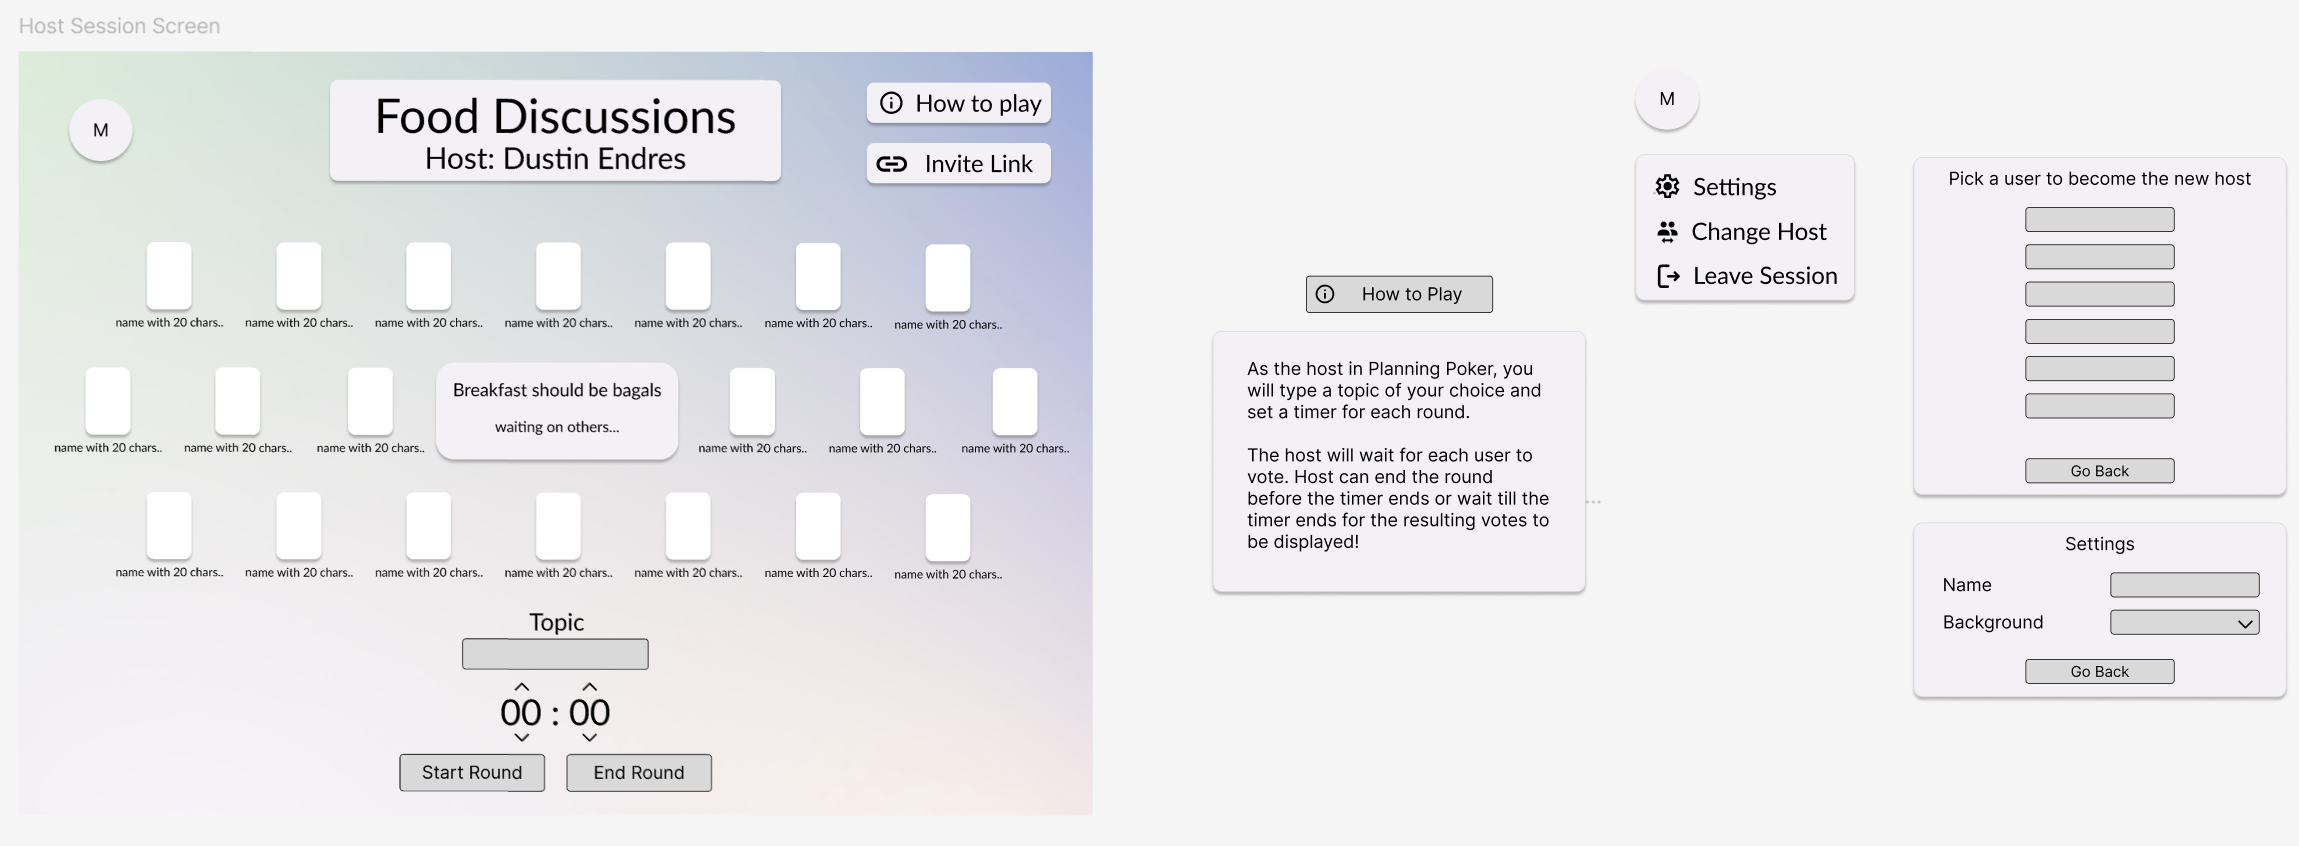 Host Session Screen
M
Food Discussions
Host: Dustin Endres
How to play
Invite Link
name with 20 chars..
name with 20 chars..
name with 20 chars..
name with 20 chars..
name with 20 chars..
name with 20 chars..
name with 20 chars..
name with 20 chars..
name with 20 chars..
name with 20 chars..
Breakfast should be bagals
waiting on others...
name with 20 chars..
name with 20 chars..
name with 20 chars..
name with 20 chars..
name with 20 chars..
name with 20 chars..
name with 20 chars..
name with 20 chars..
name with 20 chars..
name with 20 chars..
Topic
00 : 00
Start Round
End Round
How to Play
As the host in Planning Poker, you
will type a topic of your choice and
set a timer for each round.
The host will wait for each user to
vote. Host can end the round
before the timer ends or wait till the
timer ends for the resulting votes to
be displayed!
...
M
Settings
Change Host
Leave Session
Pick a user to become the new host
Go Back
Settings
Name
Background
Go Back